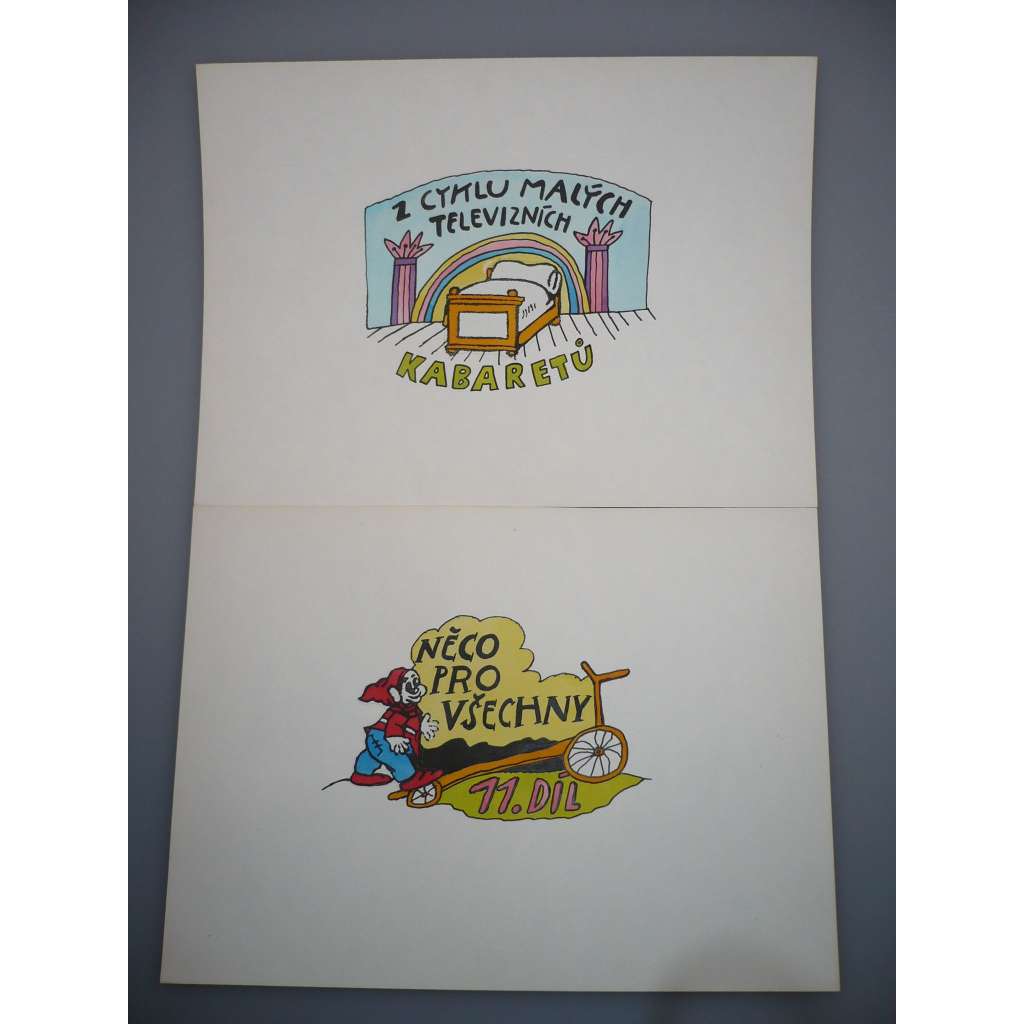 Z CYKLU MALÝCH
TELEVIZNÍCH
KABARETŮ
NĚCO
PRO
VŠECHNY
11. DÍL